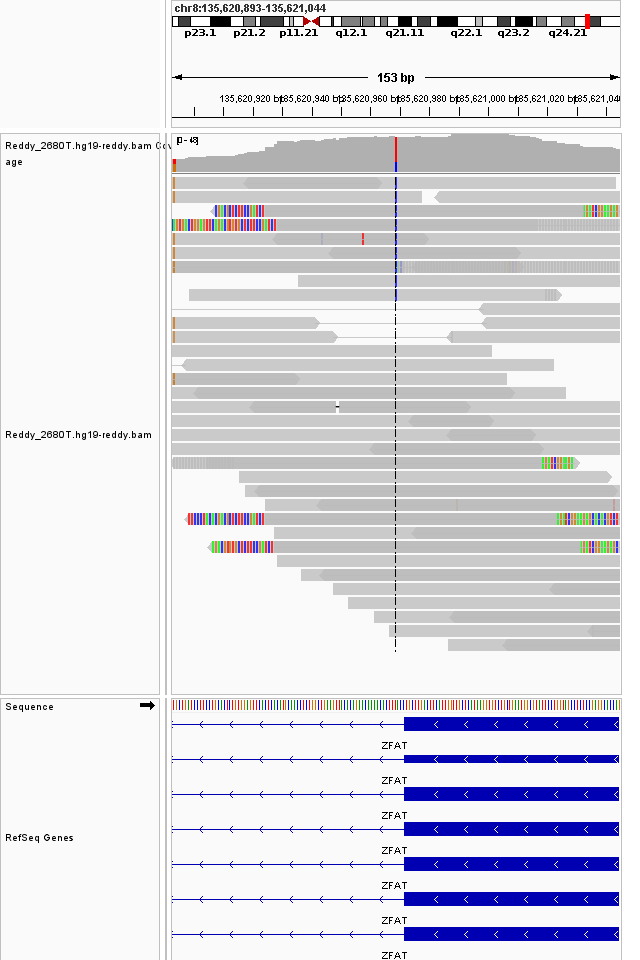 chr8:135,620,893-135,621,044
p23.1 p21.2 p11.21 q12.1 q21.11 q22.1 q23.2 q24.21
153 bp
135,620,920 bp 135,620,940 bp 135,620,960 bp 135,620,980 bp 135,621,000 bp 135,621,020 bp
Reddy_2680T.hg19-reddy.bam Cov
age
Reddy_2680T.hg19-reddy.bam
Sequence
ZFAT
ZFAT
ZFAT
RefSeq Genes
ZFAT
ZFAT
ZFAT
ZFAT